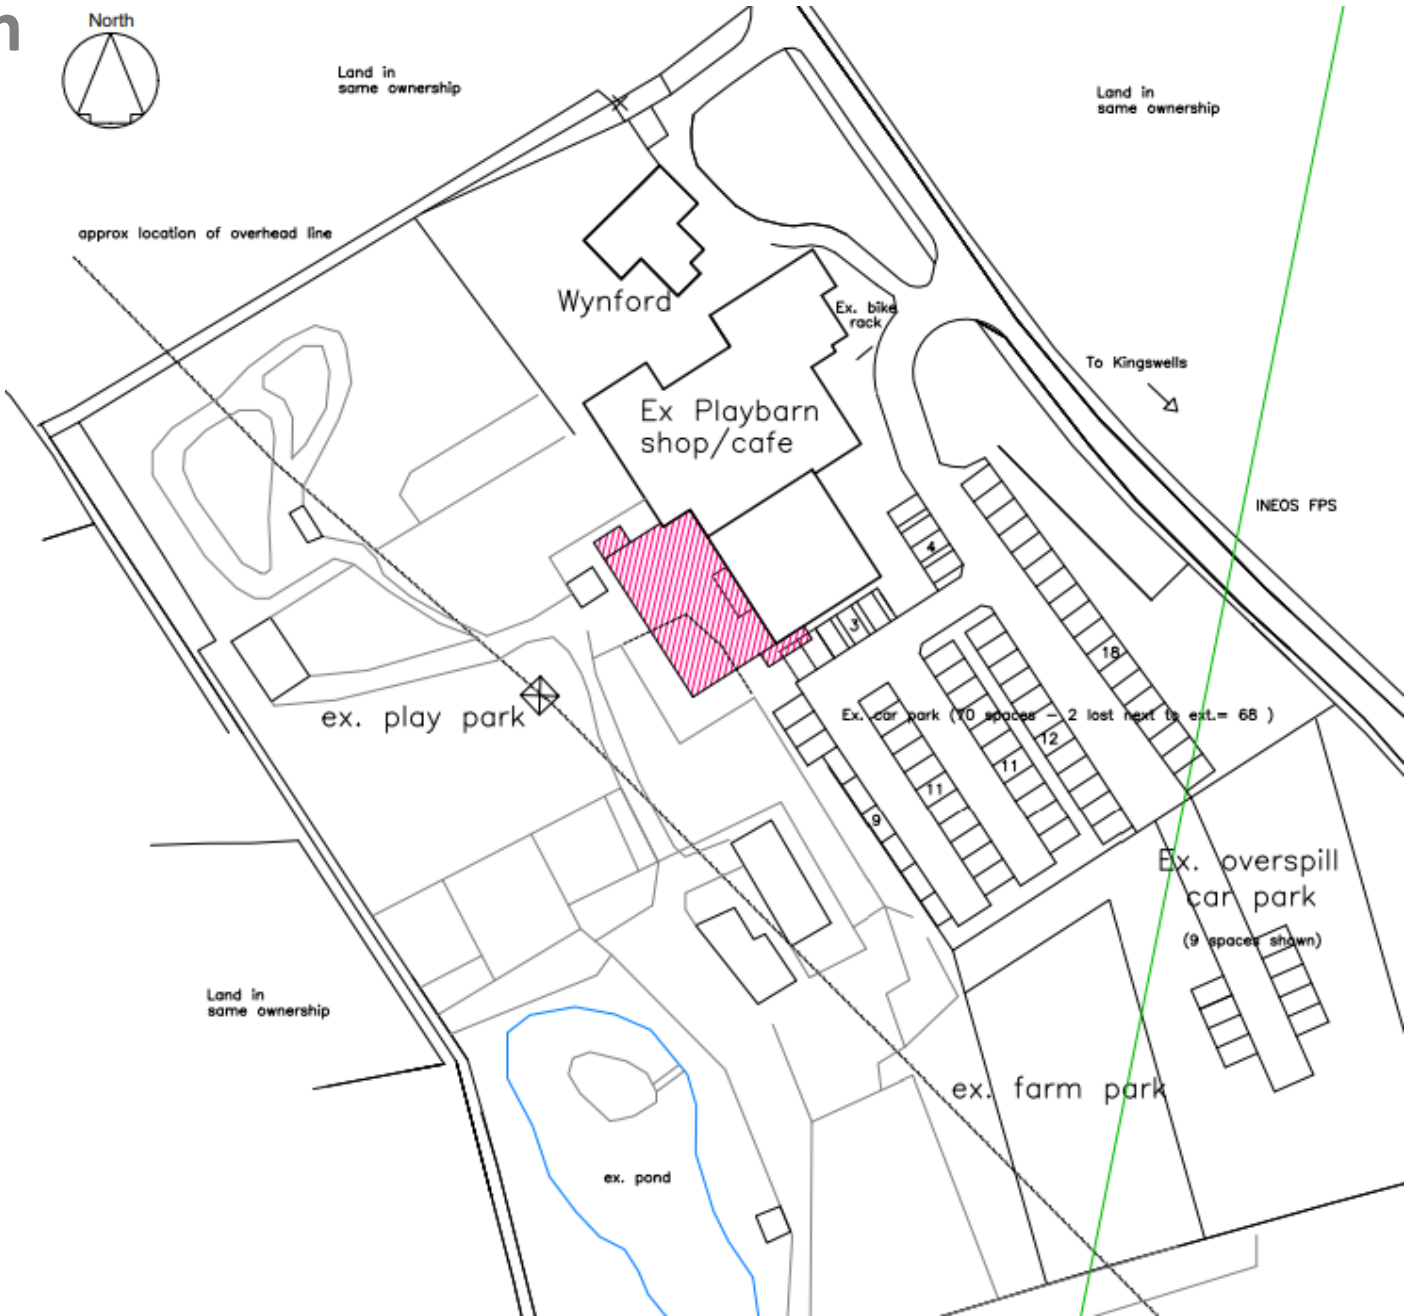 n
North
Land in
same ownership
Land in
same ownership
approx location of overhead line
Wynford
Ex. bike
rack
To Kingswells
Ex Playbarn
shop/cafe
INEOS FPS
4
3
18
ex. play park
Ex. car park (70 spaces - 2 lost next to ext.= 68 )
12
11
11
9
Ex. overspill
car park
(9 spaces shown)
Land in
same ownership
ex. farm park
ex. pond